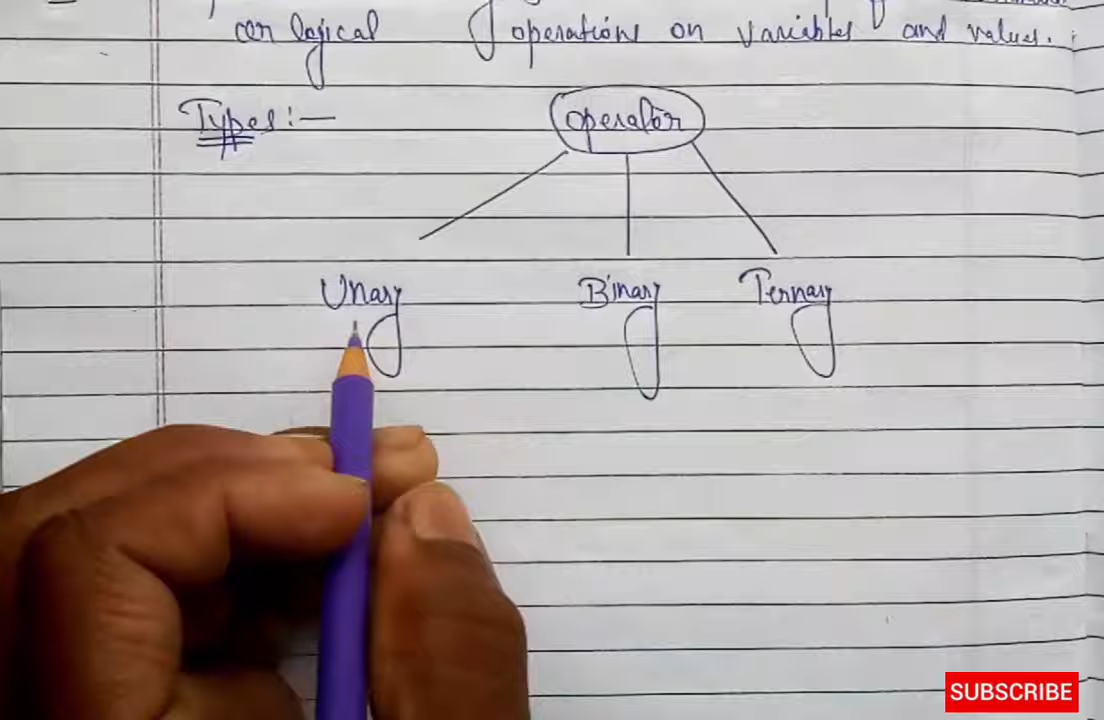 or logical operations on variables and values.
Types:—
operator
Unary Binary Ternary
SUBSCRIBE